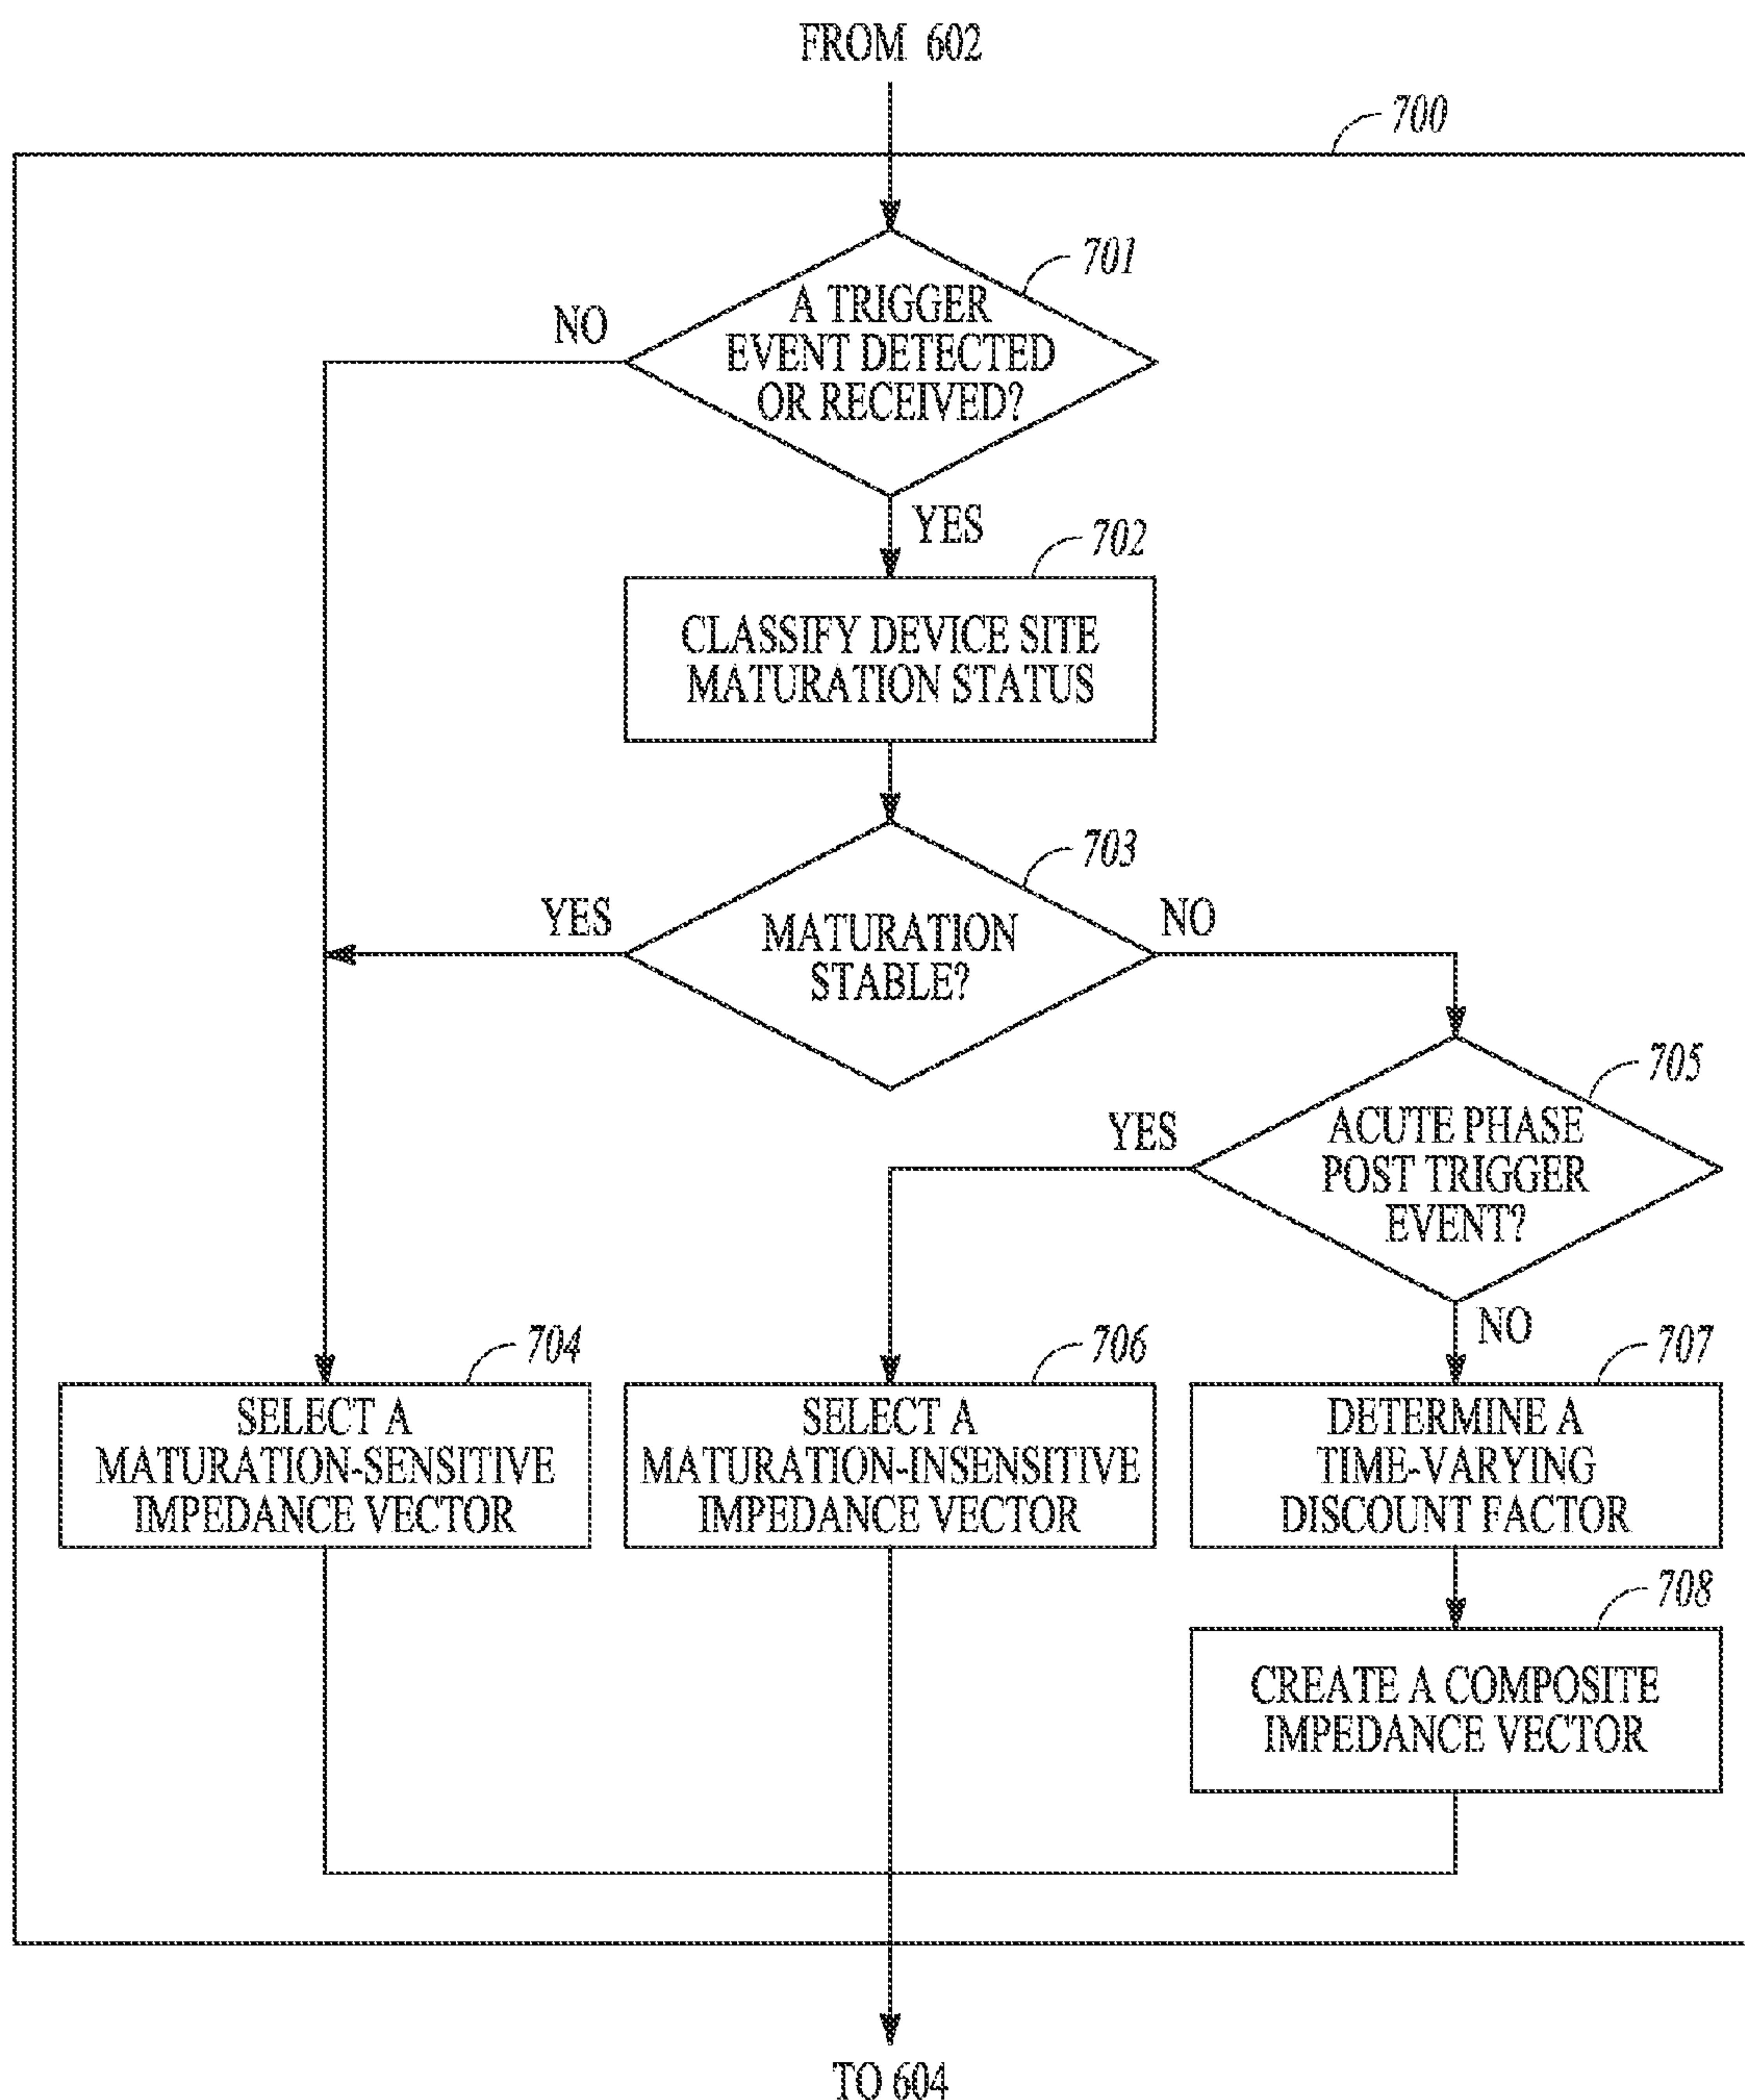 FROM 602
700
701
A TRIGGER
EVENT DETECTED
OR RECEIVED?
NO
YES
702
CLASSIFY DEVICE SITE
MATURATION STATUS
703
YES
NO
MATURATION
STABLE?
705
YES
ACUTE PHASE
POST TRIGGER
EVENT?
NO
704
SELECT A
MATURATION-SENSITIVE
IMPEDANCE VECTOR
706
SELECT A
MATURATION-INSENSITIVE
IMPEDANCE VECTOR
707
DETERMINE A
TIME-VARYING
DISCOUNT FACTOR
708
CREATE A COMPOSITE
IMPEDANCE VECTOR
TO 604